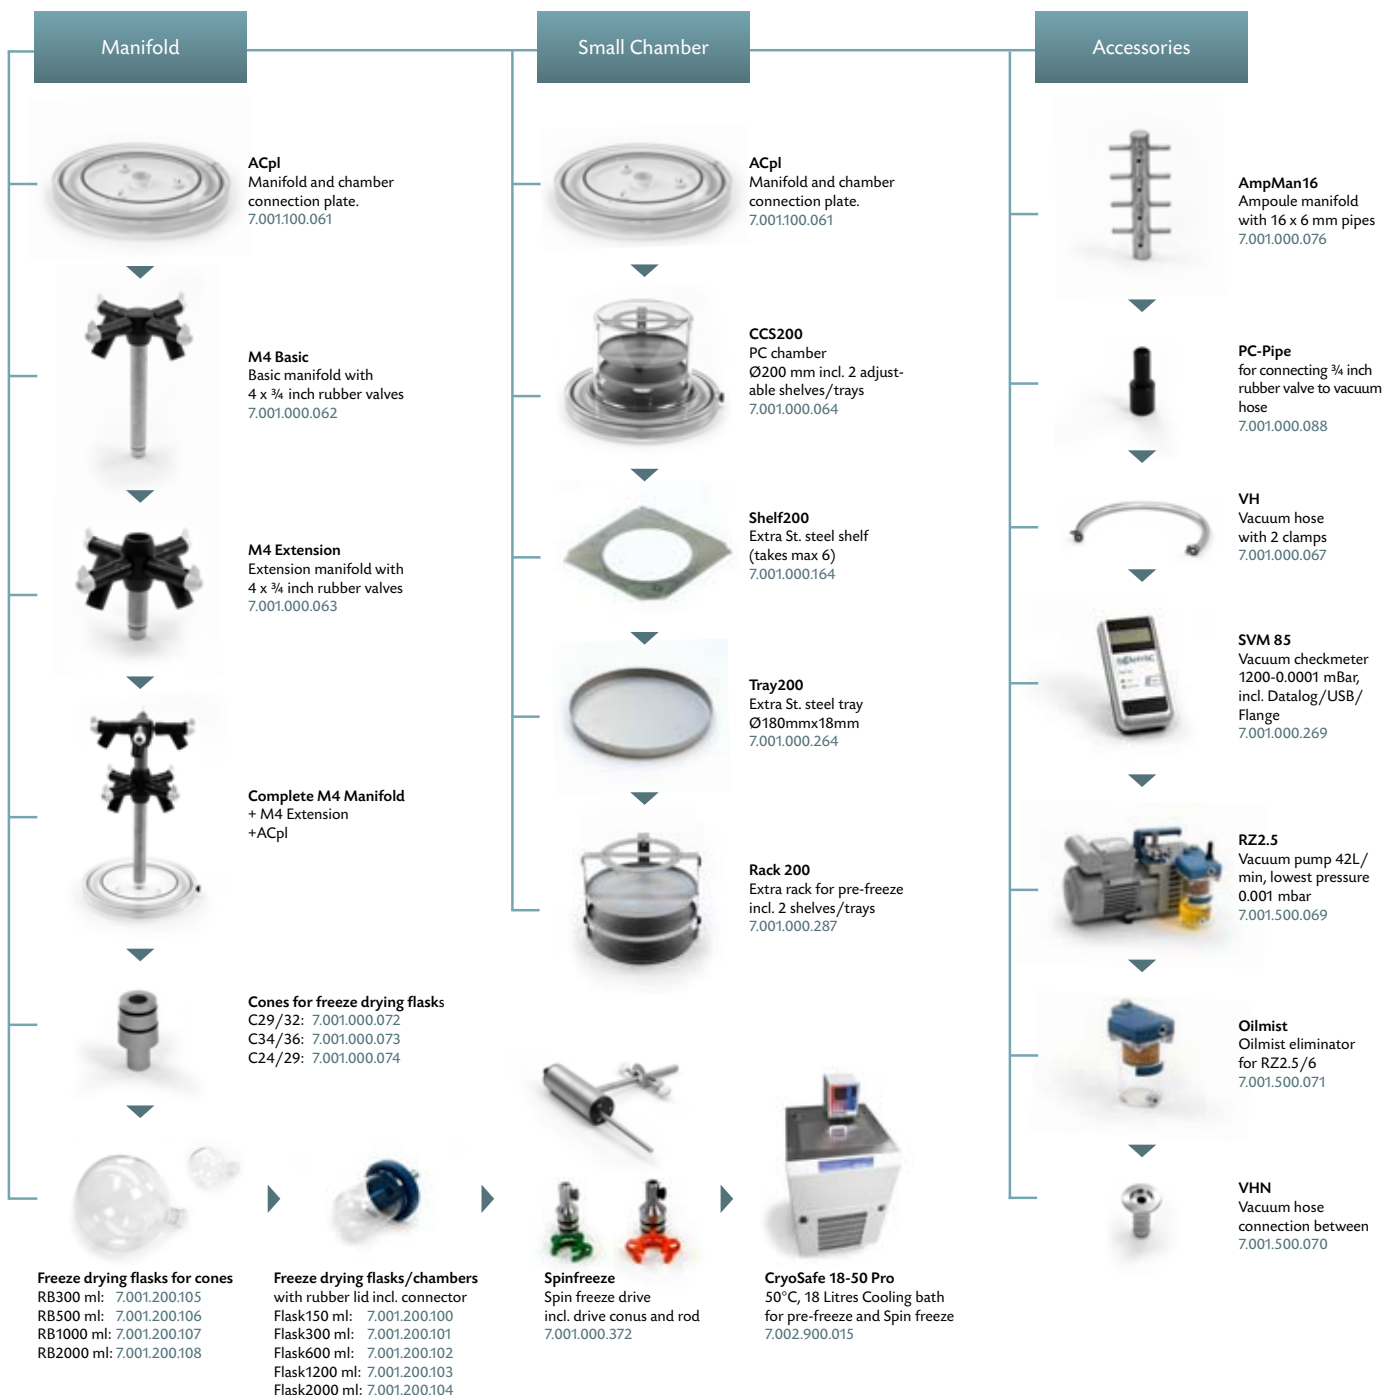 Manifold
ACpl
Manifold and chamber
connection plate.
7.001.100.061
M4 Basic
Basic manifold with
4 x ¾ inch rubber valves
7.001.000.062
M4 Extension
Extension manifold with
4 x ¾ inch rubber valves
7.001.000.063
Complete M4 Manifold
+ M4 Extension
+ACpl
Cones for freeze drying flasks
C29/32: 7.001.000.072
C34/36: 7.001.000.073
C24/29: 7.001.000.074
Freeze drying flasks for cones
RB300 ml: 7.001.200.105
RB500 ml: 7.001.200.106
RB1000 ml: 7.001.200.107
RB2000 ml: 7.001.200.108
Freeze drying flasks/chambers
with rubber lid incl. connector
Flask150 ml: 7.001.200.100
Flask300 ml: 7.001.200.101
Flask600 ml: 7.001.200.102
Flask1200 ml: 7.001.200.103
Flask2000 ml: 7.001.200.104
Spinfreeze
Spin freeze drive
incl. drive conus and rod
7.001.000.372
CryoSafe 18-50 Pro
50°C, 18 Litres Cooling bath
for pre-freeze and Spin freeze
7.002.900.015
Small Chamber
ACpl
Manifold and chamber
connection plate.
7.001.100.061
CCS200
PC chamber
Ø200 mm incl. 2 adjust-
able shelves/trays
7.001.000.064
Shelf200
Extra St. steel shelf
(takes max 6)
7.001.000.164
Tray200
Extra St. steel tray
Ø180mmx18mm
7.001.000.264
Rack 200
Extra rack for pre-freeze
incl. 2 shelves/trays
7.001.000.287
Accessories
AmpMan16
Ampoule manifold
with 16 x 6 mm pipes
7.001.000.076
PC-Pipe
for connecting ¾ inch
rubber valve to vacuum
hose
7.001.000.088
VH
Vacuum hose
with 2 clamps
7.001.000.067
SVM 85
Vacuum checkmeter
1200-0.0001 mBar,
incl. Datalog/USB/
Flange
7.001.000.269
RZ2.5
Vacuum pump 42L/
min, lowest pressure
0.001 mbar
7.001.500.069
Oilmist
Oilmist eliminator
for RZ2.5/6
7.001.500.071
VHN
Vacuum hose
connection between
7.001.500.070